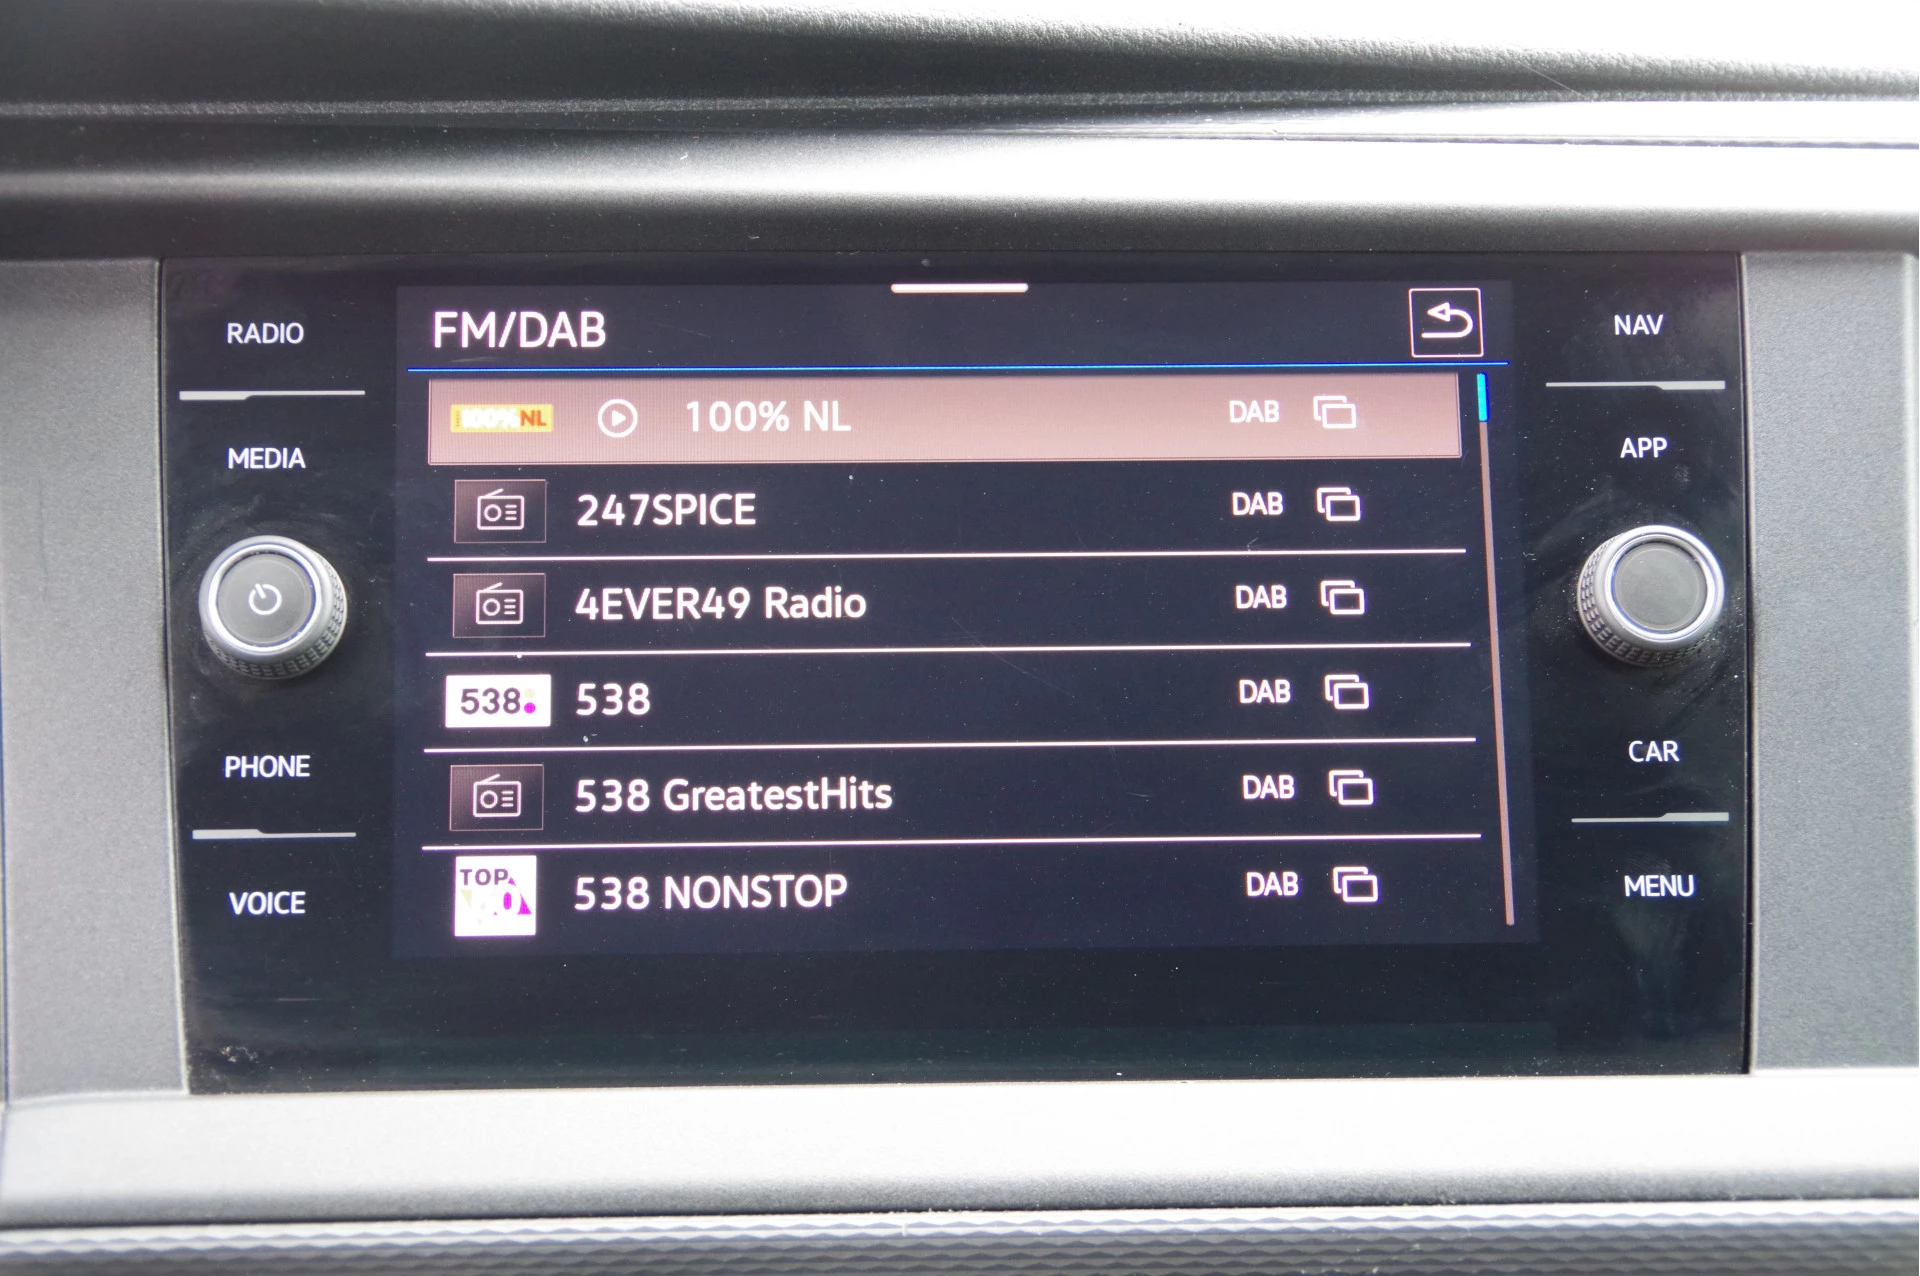 RADIO
MEDIA
PHONE
VOICE
FM/DAB
100% NL 100% NL DAB
247SPICE DAB
4EVER49 Radio DAB
538 538 DAB
538 GreatestHits DAB
TOP 538 NONSTOP DAB
NAV
APP
CAR
MENU